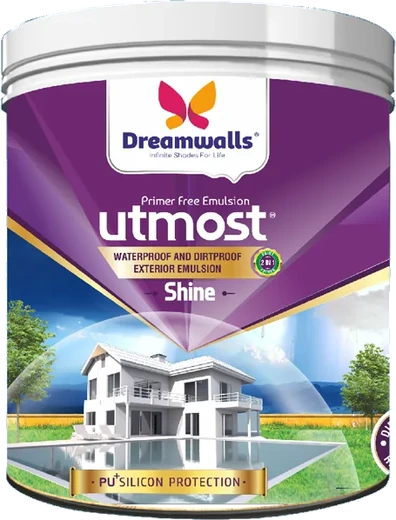 Dreamwalls®
Infinite Shades For Life
Primer Free Emulsion
utmost®
WATERPROOF AND DIRTPROOF
EXTERIOR EMULSION
2 IN 1
Shine
PU+ SILICON PROTECTION